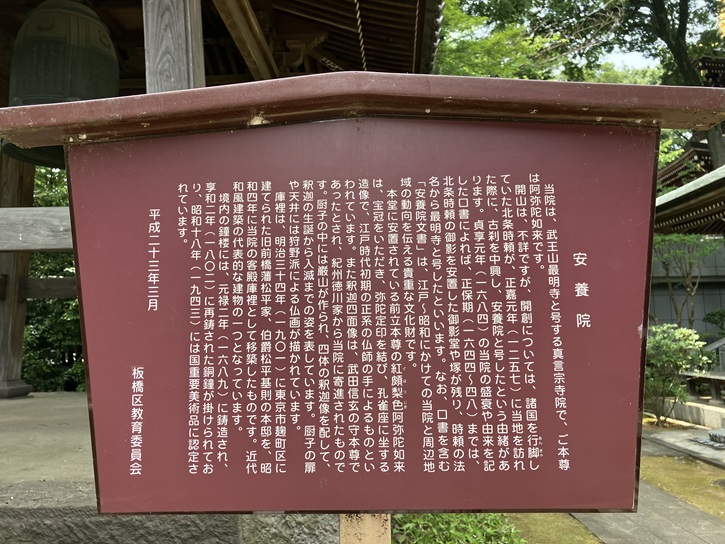 安養院
当院は、武王山最明寺と号する真言宗寺院で、ご本尊
は阿弥陀如来です。
開山は、不詳ですが、開創については、諸国を行脚し
ていた北条時頼が、正嘉元年(一二五七)に当地を訪れ
た際に、古刹を中興し、安養院と号したという由緒があ
ります。貞享元年(一六八四)の当院の盛衰や由来を記
した口書によれば、正保期(一六四四~四八)までは、
北条時頼の御影を安置した御影堂や塚が残り、時頼の法
名から最明寺と号したといいます。なお、口書を含む
「安養院文書」は、江戸~昭和にかけての当院と周辺地
域の動向を伝える貴重な文化財です。
本堂に安置されている前立本尊の紅頗梨色阿弥陀如来
は、宝冠をいただき、弥陀定印を結び、孔雀座に坐する
造像で、江戸時代初期の正系の仏師の手によるものとい
われています。また釈迦四面像は、武田信玄の守本尊で
あったとされ、紀州徳川家から当院に寄進されたもので
す。厨子の中には巌山が作られ、四体の釈迦像を配して、
釈迦の生誕から入滅までの姿を表しています。厨子の扉
や天井には狩野派による仏画が描かれています。
庫裡は、明治三十四年(一九〇一)に東京市麹町区に
建てられた旧前橋藩松平家、伯爵松平基則の本邸を、昭
和四年に当院の客殿庫裡として移築したものです。近代
和風建築の代表的な建物の一つとなっています。
境内の鐘楼には、元禄二年(一六八九)に鋳造され、
享和二年(一八〇二)に再鋳された銅鐘が掛けられてお
り、昭和十八年(一九四三)には国重要美術品に認定さ
れています。
平成二十三年三月
板橋区教育委員会